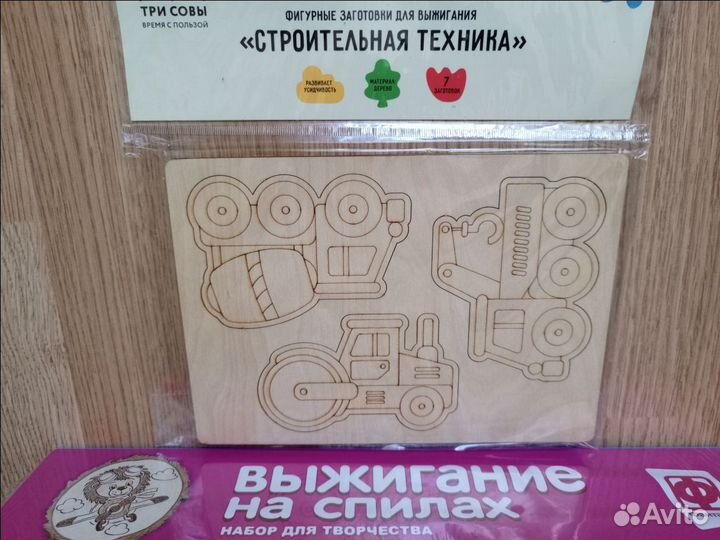 ТРИ СОВЫ
ВРЕМЯ С ПОЛЬЗОЙ
ФИГУРНЫЕ ЗАГОТОВКИ ДЛЯ ВЫЖИГАНИЯ
«СТРОИТЕЛЬНАЯ ТЕХНИКА»
РАЗВИВАЕТ
УСИДЧИВОСТЬ
МАТЕРИАЛ
ДЕРЕВО
7
ЗАГОТОВОК
ВЫЖИГАНИЕ
НА СПИЛАХ
НАБОР ДЛЯ ТВОРЧЕСТВА
Avito